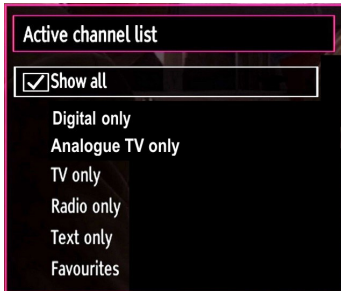 Active channel list
Show all
Digital only
Analogue TV only
TV only
Radio only
Text only
Favourites